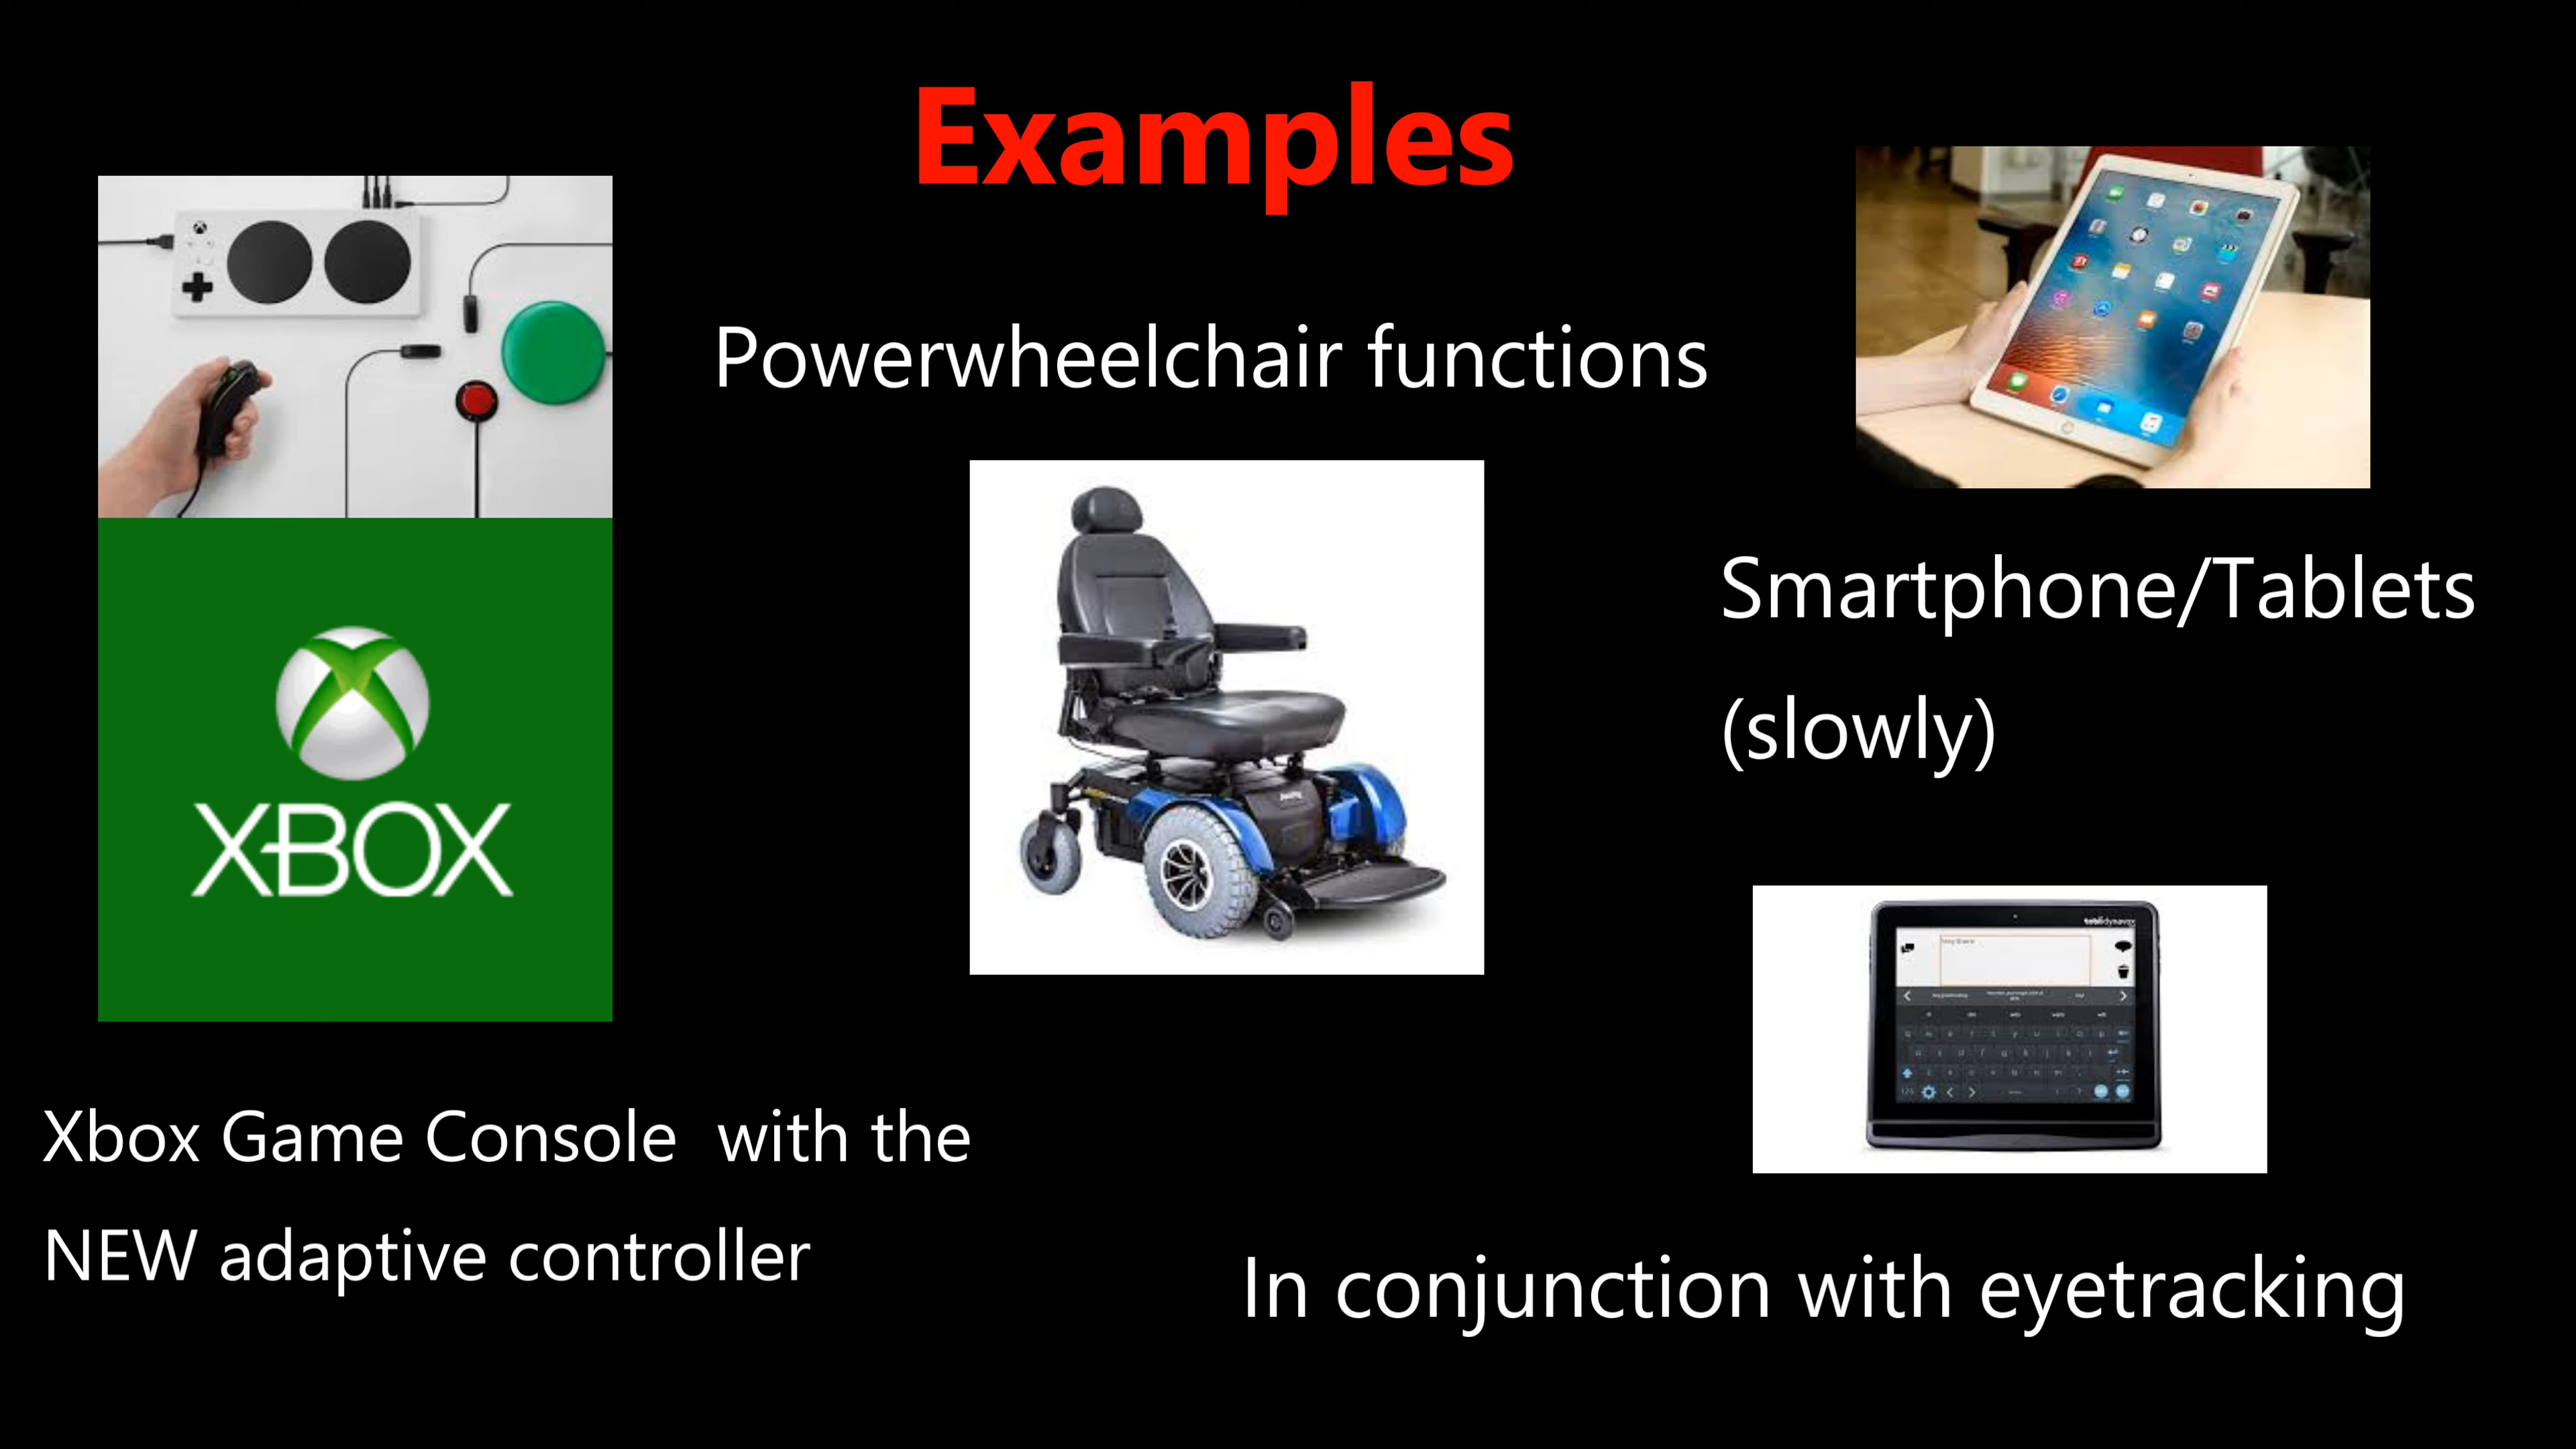 Examples
Powerwheelchair functions
XBOX
Smartphone/Tablets
(slowly)
Xbox Game Console  with the
NEW adaptive controller
tobiidynavox
In conjunction with eyetracking